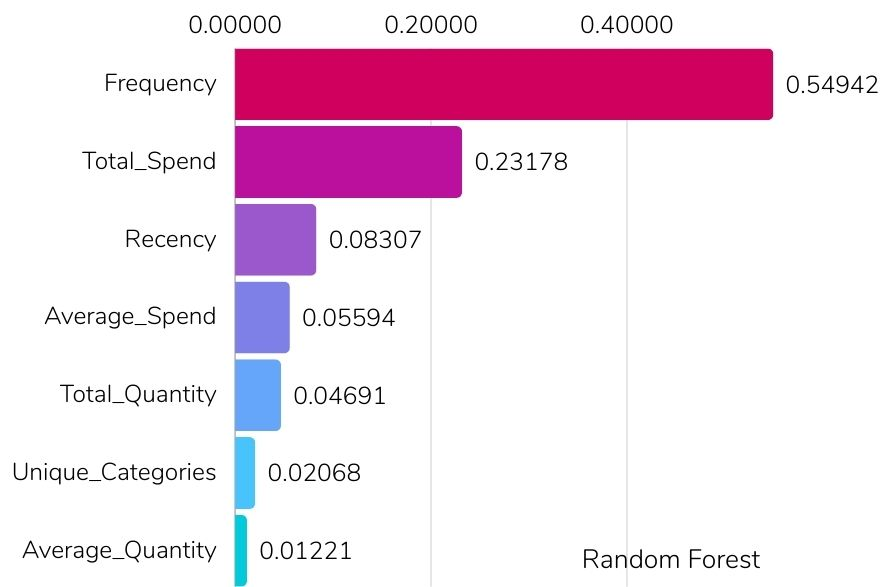 0.00000 0.20000 0.40000
Frequency 0.54942
Total_Spend 0.23178
Recency 0.08307
Average_Spend 0.05594
Total_Quantity 0.04691
Unique_Categories 0.02068
Average_Quantity 0.01221
Random Forest